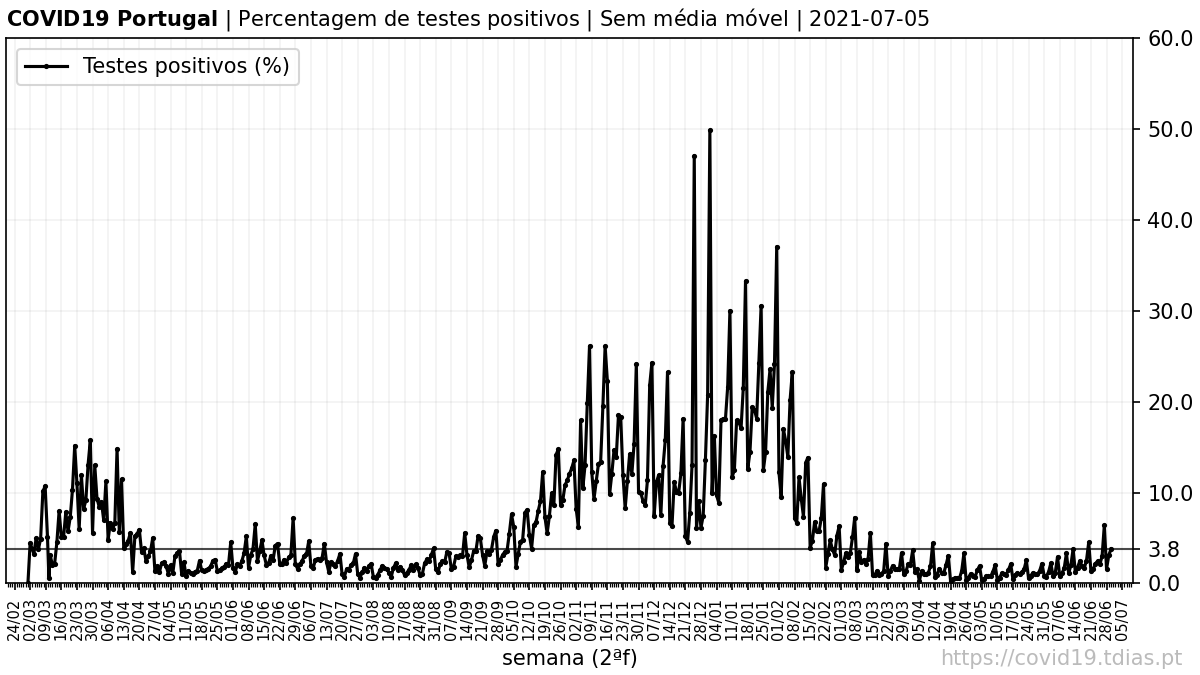 COVID19 Portugal | Percentagem de testes positivos | Sem média móvel | 2021-07-05
Testes positivos (%)
60.0
50.0
40.0
30.0
20.0
10.0
3.8
0.0
24/02 02/03 09/03 16/03 23/03 30/03 06/04 13/04 20/04 27/04 04/05 11/05 18/05 25/05 01/06 08/06 15/06 22/06 29/06 06/07 13/07 20/07 27/07 03/08 10/08 17/08 24/08 31/08 07/09 14/09 21/09 28/09 05/10 12/10 19/10 26/10 02/11 09/11 16/11 23/11 30/11 07/12 14/12 21/12 28/12 04/01 11/01 18/01 25/01 01/02 08/02 15/02 22/02 01/03 08/03 15/03 22/03 29/03 05/04 12/04 19/04 26/04 03/05 10/05 17/05 24/05 31/05 07/06 14/06 21/06 28/06 05/07
semana (2ªf)
https://covid19.tdias.pt